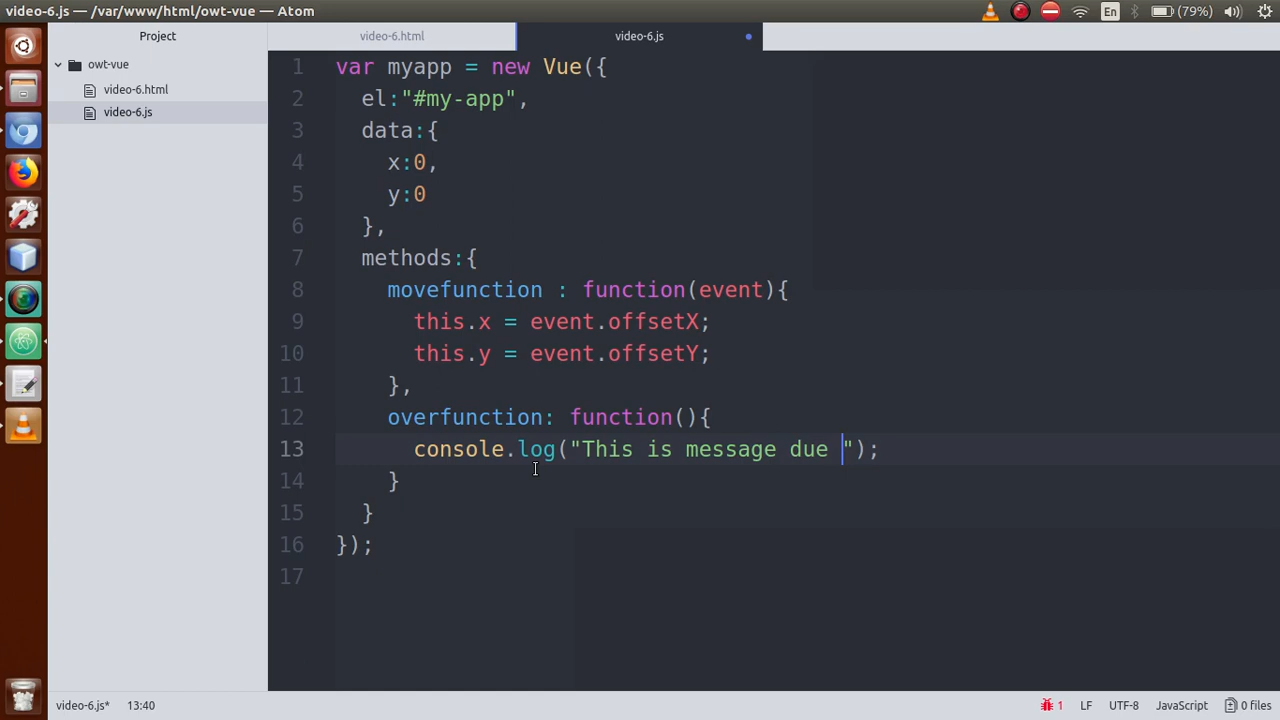 video-6.js — /var/www/html/owt-vue — Atom
En
(79%)
Project
video-6.html
video-6.js
owt-vue
video-6.html
video-6.js
1 var myapp = new Vue({
2 el:"#my-app",
3 data:{
4 x:0,
5 y:0
6 },
7 methods:{
8 movefunction : function(event){
9 this.x = event.offsetX;
10 this.y = event.offsetY;
11 },
12 overfunction: function(){
13 console.log("This is message due ");
14 }
15 }
16 });
17
video-6.js* 13:40
1 LF UTF-8 JavaScript 0 files